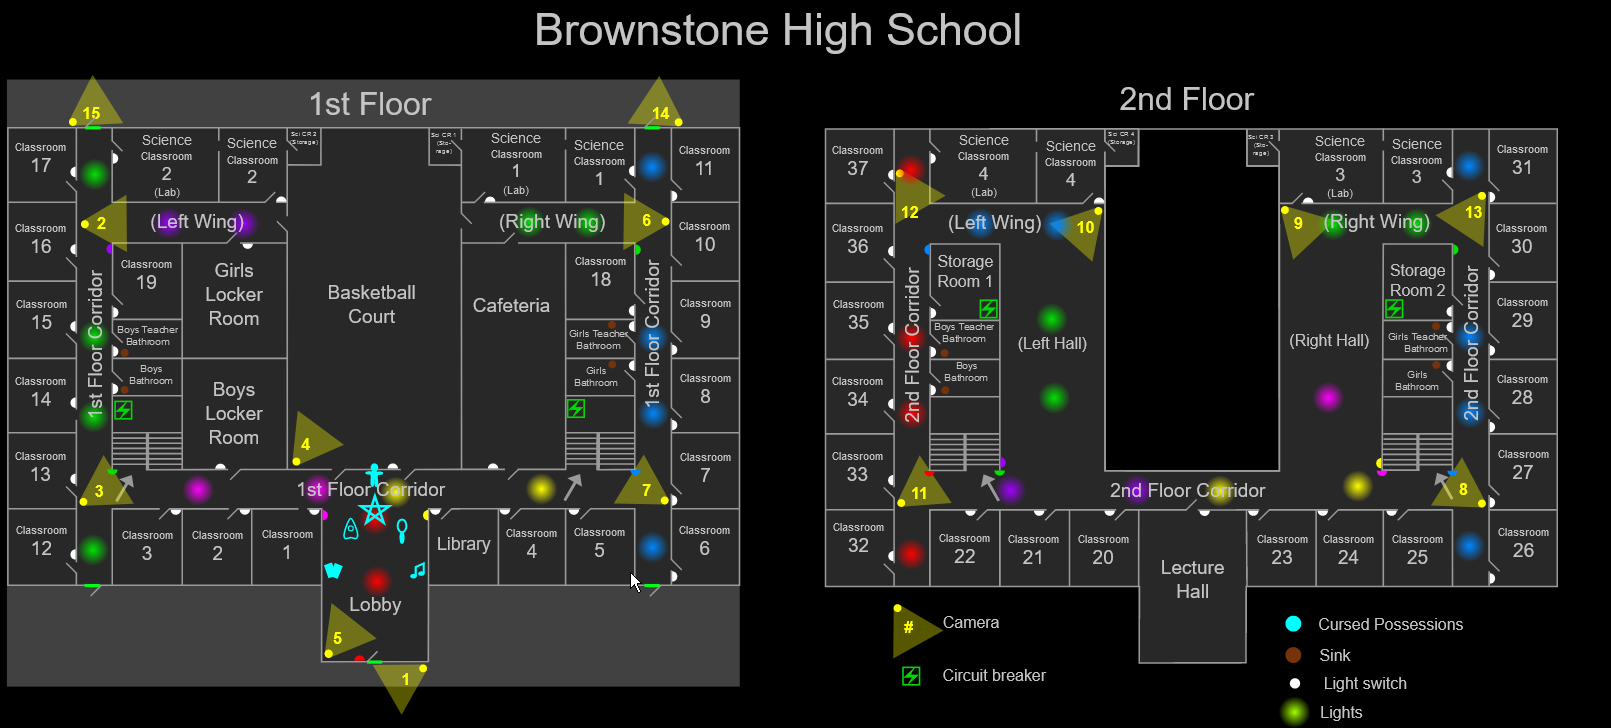 Brownstone High School
1st Floor
15
14
Classroom
17
Science
Classroom
2
(Lab)
Science
Classroom
2
Sci CR 2
(Storage)
Sci CR 1
(Sto-
rage)
Science
Classroom
1
(Lab)
Science
Classroom
1
Classroom
11
2
(Left Wing)
(Right Wing)
6
Classroom
16
Classroom
10
Classroom
19
Girls
Locker
Room
Basketball
Court
Cafeteria
Classroom
18
1st Floor Corridor
1st Floor Corridor
Classroom
15
Classroom
9
Boys Teacher
Bathroom
Girls Teacher
Bathroom
Classroom
14
Boys
Bathroom
Boys
Locker
Room
Girls
Bathroom
Classroom
8
4
Classroom
13
Classroom
7
3
1st Floor Corridor
7
Classroom
12
Classroom
3
Classroom
2
Classroom
1
Library
Classroom
4
Classroom
5
Classroom
6
Lobby
5
1
2nd Floor
Classroom
37
Science
Classroom
4
(Lab)
Science
Classroom
4
Sci CR 4
(Storage)
Sci CR 3
(Sto-
rage)
Science
Classroom
3
(Lab)
Science
Classroom
3
Classroom
31
12
(Left Wing)
10
9
(Right Wing)
13
Classroom
36
Classroom
30
Storage
Room 1
Storage
Room 2
2nd Floor Corridor
2nd Floor Corridor
Classroom
35
Classroom
29
Boys Teacher
Bathroom
(Left Hall)
(Right Hall)
Girls Teacher
Bathroom
Classroom
34
Boys
Bathroom
Girls
Bathroom
Classroom
28
Classroom
33
Classroom
27
11
2nd Floor Corridor
8
Classroom
32
Classroom
22
Classroom
21
Classroom
20
Lecture
Hall
Classroom
23
Classroom
24
Classroom
25
Classroom
26
# Camera
Circuit breaker
Cursed Possessions
Sink
Light switch
Lights